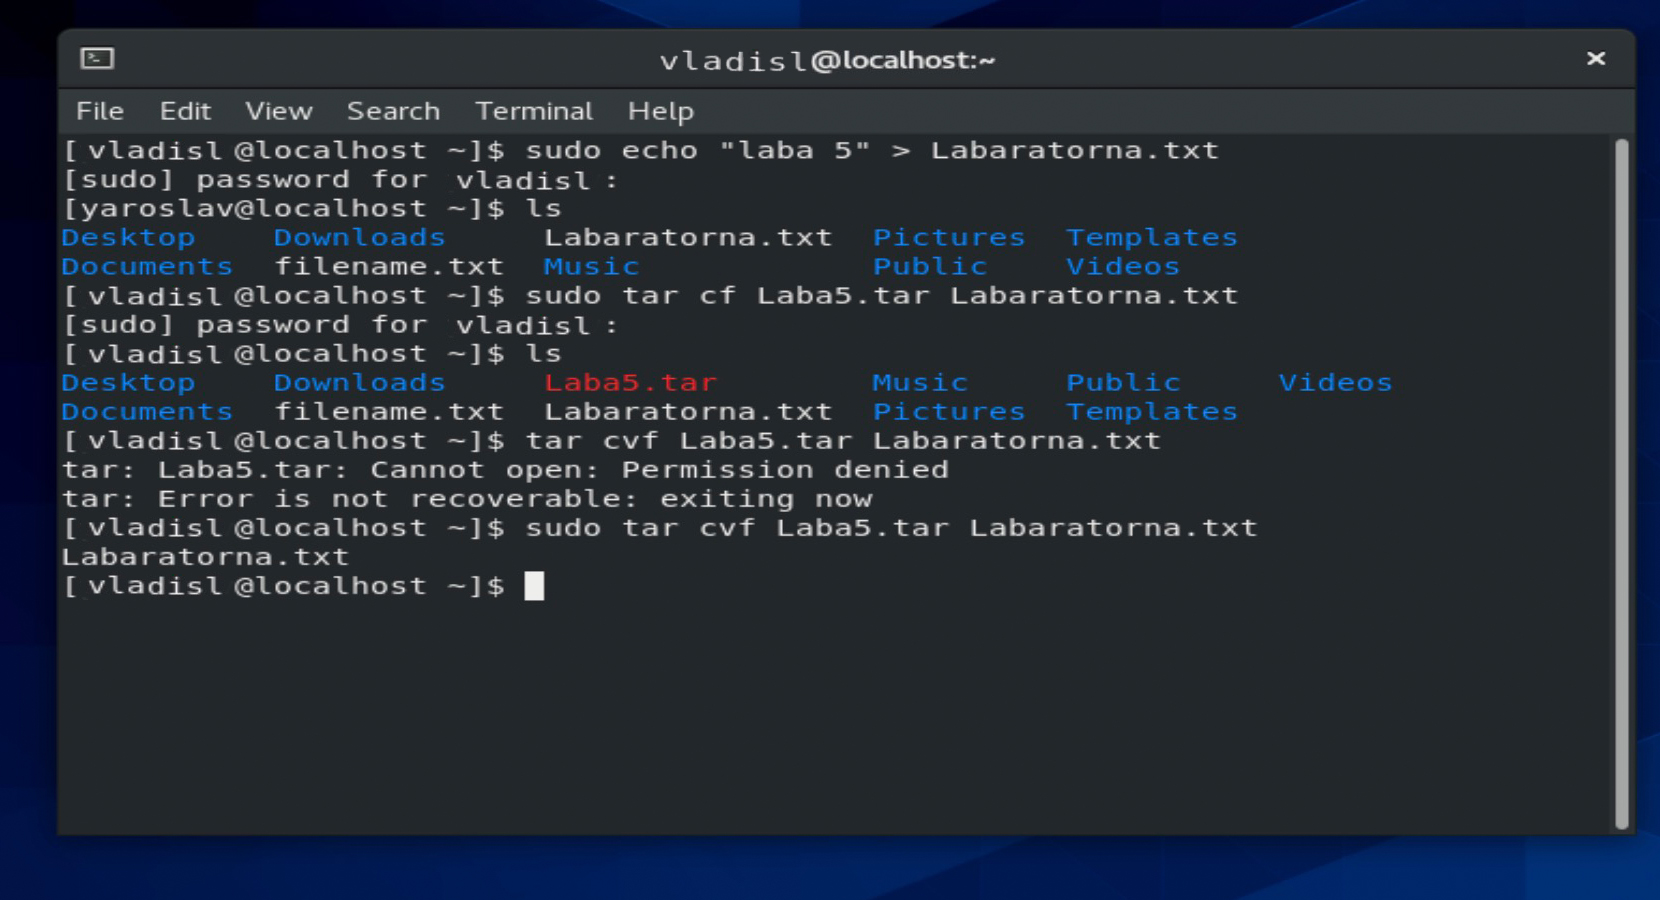 vladisl@localhost:~
File Edit View Search Terminal Help
[ vladisl @localhost ~]$ sudo echo "laba 5" > Labaratorna.txt
[sudo] password for vladisl :
[yaroslav@localhost ~]$ ls
Desktop Downloads Labaratorna.txt Pictures Templates
Documents filename.txt Music Public Videos
[ vladisl @localhost ~]$ sudo tar cf Laba5.tar Labaratorna.txt
[sudo] password for vladisl :
[ vladisl @localhost ~]$ ls
Desktop Downloads Laba5.tar Music Public Videos
Documents filename.txt Labaratorna.txt Pictures Templates
[ vladisl @localhost ~]$ tar cvf Laba5.tar Labaratorna.txt
tar: Laba5.tar: Cannot open: Permission denied
tar: Error is not recoverable: exiting now
[ vladisl @localhost ~]$ sudo tar cvf Laba5.tar Labaratorna.txt
Labaratorna.txt
[ vladisl @localhost ~]$